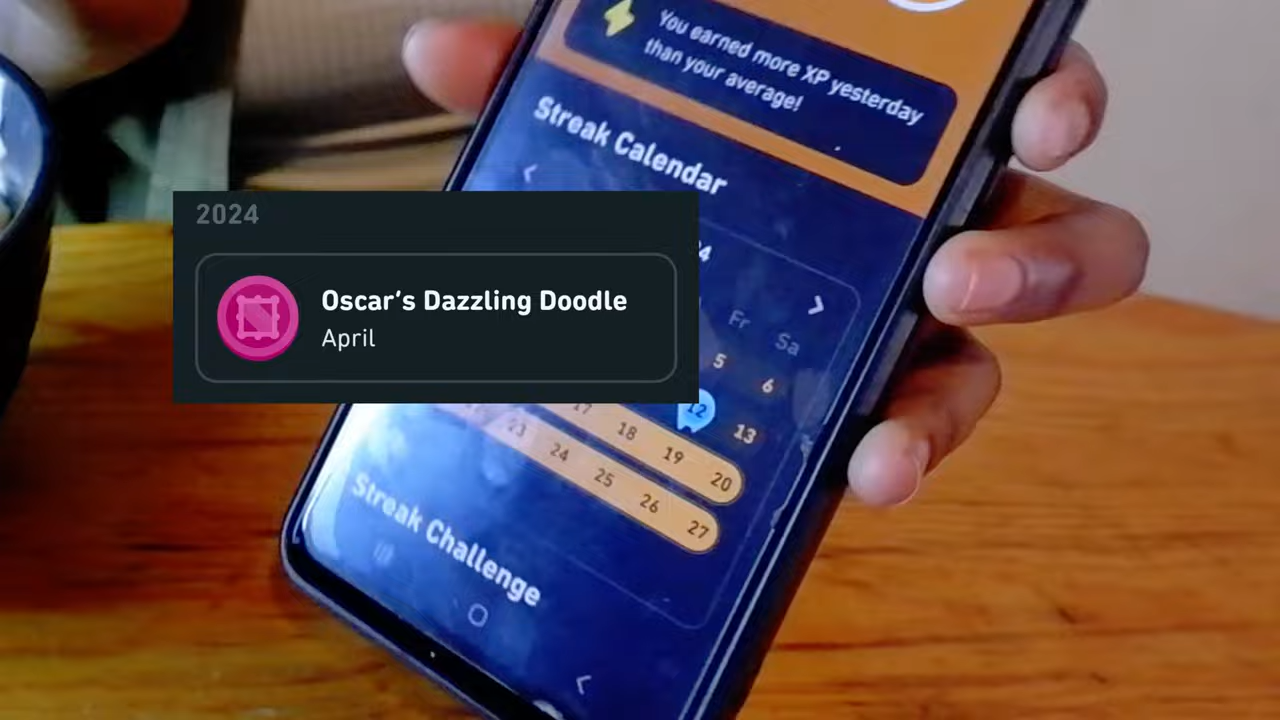 You earned more XP yesterday
than your average!
Streak Calendar
2024
4
Oscar's Dazzling Doodle
April
Fr Sa
5 6
12 13
17 18 19 20
23 24 25 26 27
Streak Challenge